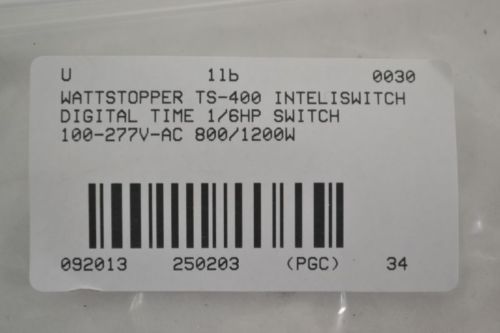 U 1lb 0030
WATTSTOPPER TS-400 INTELISWITCH
DIGITAL TIME 1/6HP SWITCH
100-277V-AC 800/1200W
092013 250203 (PGC) 34